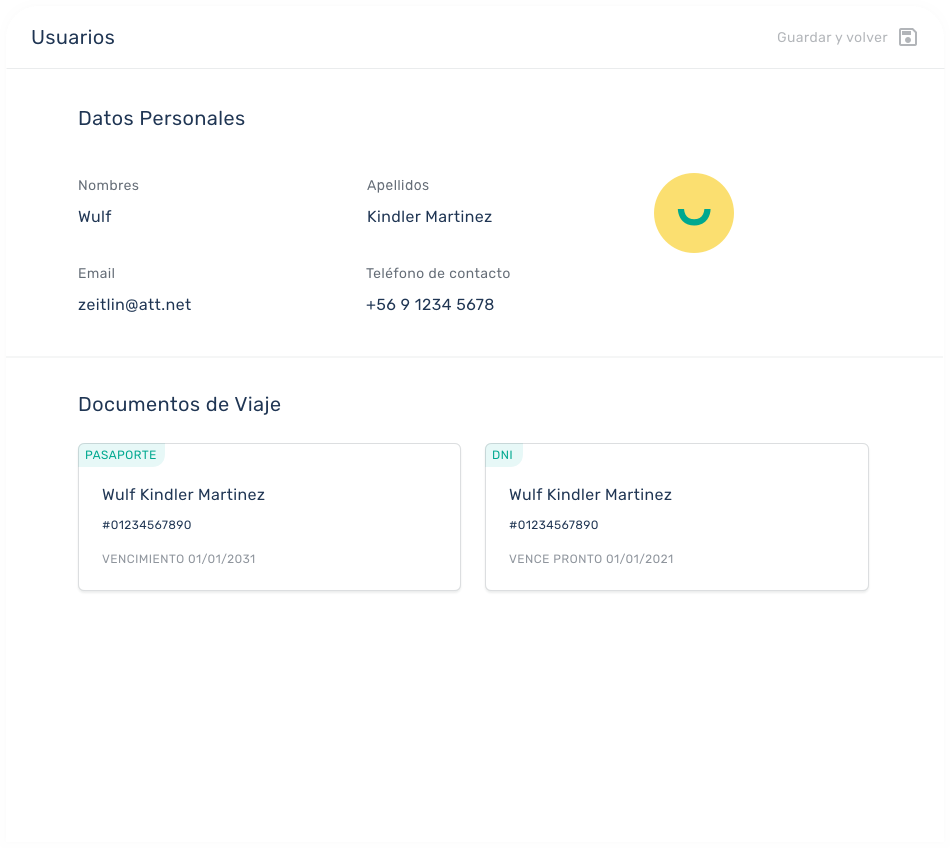 Usuarios
Guardar y volver
Datos Personales
Nombres
Wulf
Apellidos
Kindler Martinez
Email
zeitlin@att.net
Teléfono de contacto
+56 9 1234 5678
Documentos de Viaje
PASAPORTE
Wulf Kindler Martinez
#01234567890
VENCIMIENTO 01/01/2031
DNI
Wulf Kindler Martinez
#01234567890
VENCE PRONTO 01/01/2021